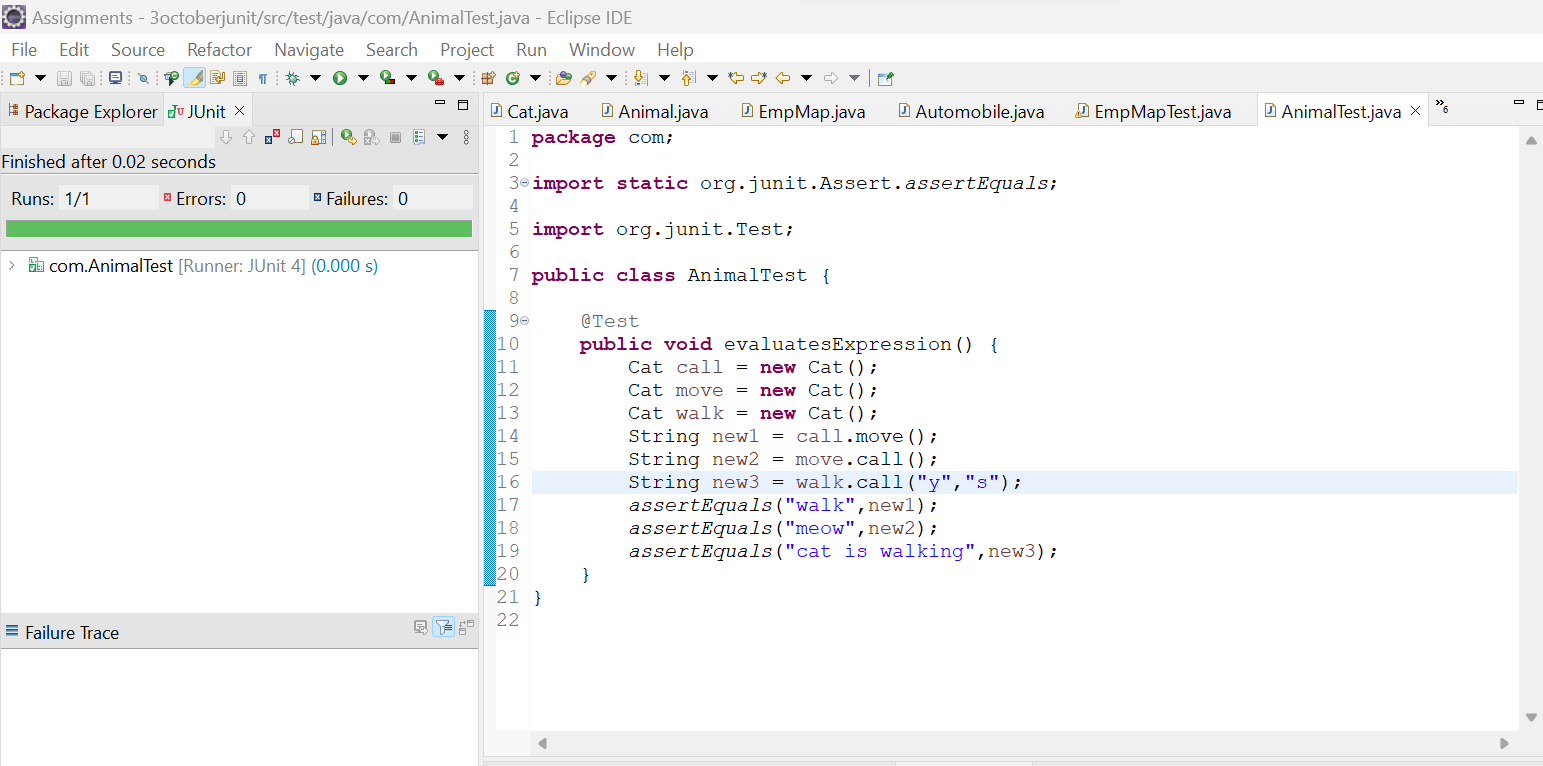 Assignments - 3octoberjunit/src/test/java/com/AnimalTest.java - Eclipse IDE
File Edit Source Refactor Navigate Search Project Run Window Help
Package Explorer JUnit
Finished after 0.02 seconds
Runs: 1/1 Errors: 0 Failures: 0
com.AnimalTest [Runner: JUnit 4] (0.000 s)
Failure Trace
Cat.java Animal.java EmpMap.java Automobile.java EmpMapTest.java AnimalTest.java »6
1 package com;
2
3 import static org.junit.Assert.assertEquals;
4
5 import org.junit.Test;
6
7 public class AnimalTest {
8
9 @Test
10 public void evaluatesExpression() {
11 Cat call = new Cat();
12 Cat move = new Cat();
13 Cat walk = new Cat();
14 String new1 = call.move();
15 String new2 = move.call();
16 String new3 = walk.call("y","s");
17 assertEquals("walk",new1);
18 assertEquals("meow",new2);
19 assertEquals("cat is walking",new3);
20 }
21 }
22